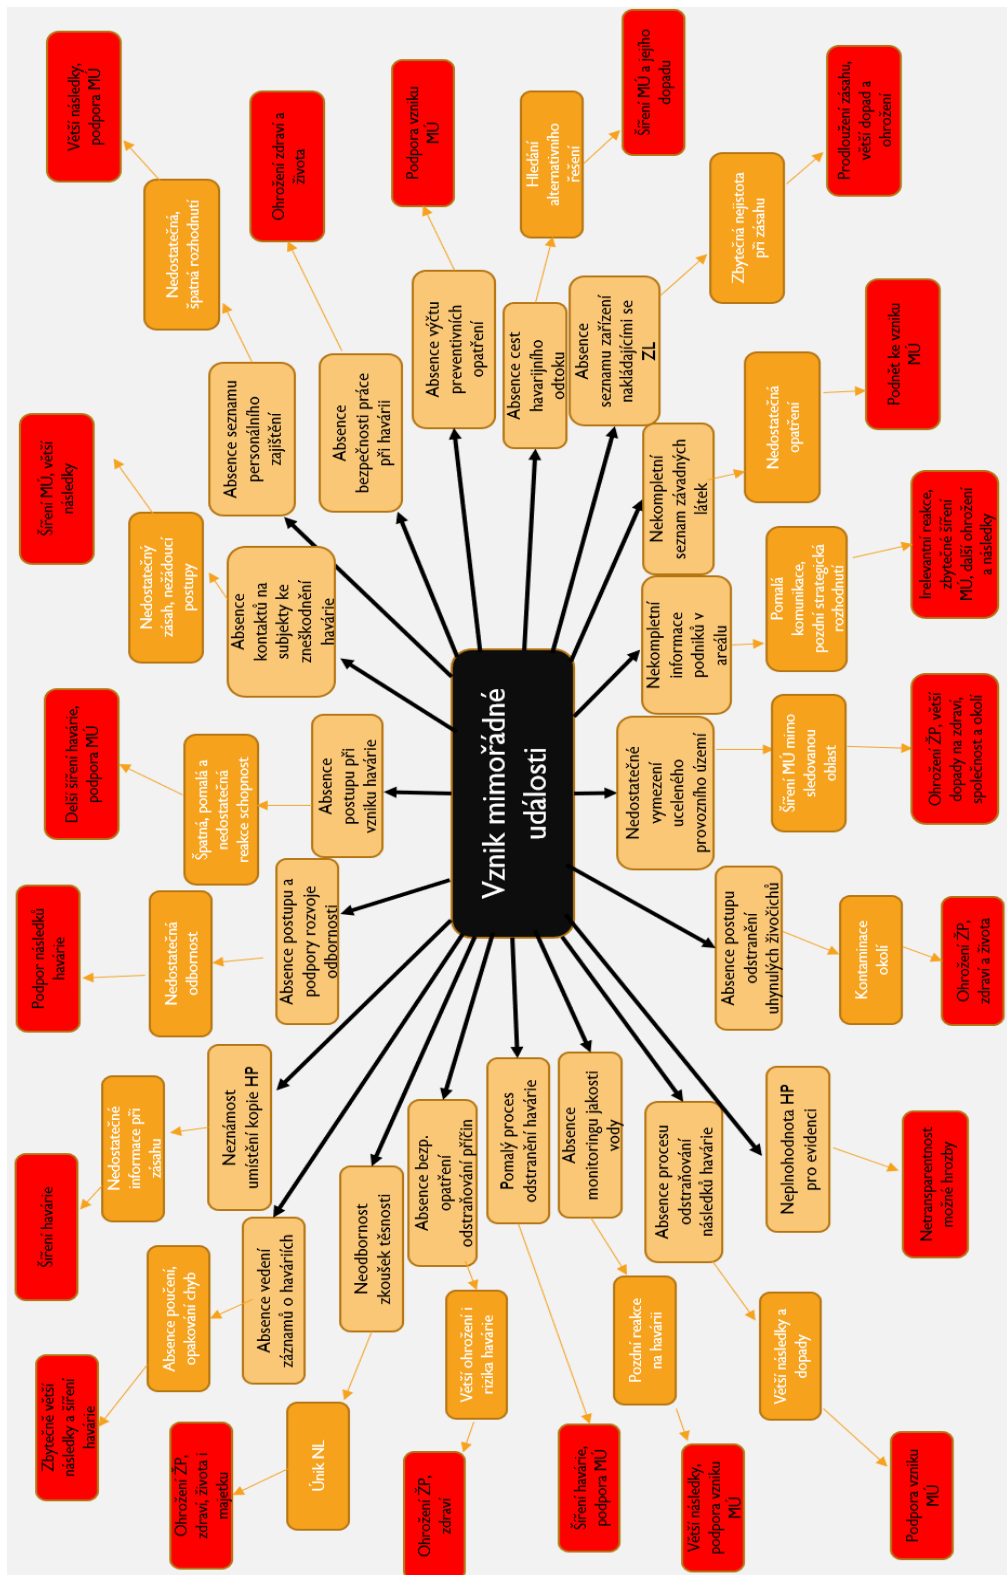 Vznik mimořádné
události
Větší následky,
podpora MÚ
Nedostatečná,
špatná rozhodnutí
Absence seznamu
personálního
zajištění
Ohrožení zdraví a
života
Absence
bezpečnosti práce
při havárii
Podpora vzniku
MÚ
Absence výčtu
preventivních
opatření
Šíření MÚ a jejího
dopadu
Hledání
alternativního
řešení
Absence cest
havarijního
odtoku
Prodloužení zásahu,
větší dopad a
ohrožení
Zbytečná nejistota
při zásahu
Absence
seznamu zařízení
nakládajícími se
ZL
Podnět ke vzniku
MÚ
Nedostatečná
opatření
Nekompletní
seznam závadných
látek
Irelevantní reakce,
zbytečné šíření
MÚ, další ohrožení
a následky
Pomalá
komunikace,
pozdní strategická
rozhodnutí
Nekompletní
informace
podniků v
areálu
Ohrožení ŽP, větší
dopady na zdraví,
společnost a okolí
Šíření MÚ mimo
sledovanou
oblast
Nedostatečné
vymezení
uceleného
provozního území
Ohrožení ŽP,
zdraví a života
Kontaminace
okolí
Absence postupu
odstranění
uhynulých živočichů
Netransparentnost
možné hrozby
Neplnohodnota HP
pro evidenci
Podpora vzniku
MÚ
Větší následky a
dopady
Absence procesu
odstraňování
následků havárie
Větší následky,
podpora vzniku
MÚ
Pozdní reakce
na havárii
Absence
monitoringu jakosti
vody
Šíření havárie,
podpora MÚ
Pomalý proces
odstranění havárie
Ohrožení ŽP,
zdraví
Větší ohrožení i
rizika havárie
Absence bezp.
opatření
odstraňování příčin
Ohrožení ŽP,
zdraví, života i
majetku
Únik NL
Neodbornost
zkoušek těsnosti
Zbytečně větší
následky a šíření
havárie
Absence poučení,
opakování chyb
Absence vedení
záznamů o haváriích
Šíření havárie
Nedostatečné
informace při
zásahu
Neznámost
umístění kopie HP
Podpor následků
havárie
Nedostatečná
odbornost
Absence postupu a
podpory rozvoje
odbornosti
Delší šíření havárie,
podpora MÚ
Špatná, pomalá a
nedostatečná
reakce schopnost
Absence
postupu při
vzniku havárie
Šíření MÚ, větší
následky
Nedostatečný
zásah, nežádoucí
postupy
Absence
kontaktů na
subjekty ke
zneškodnění
havárie